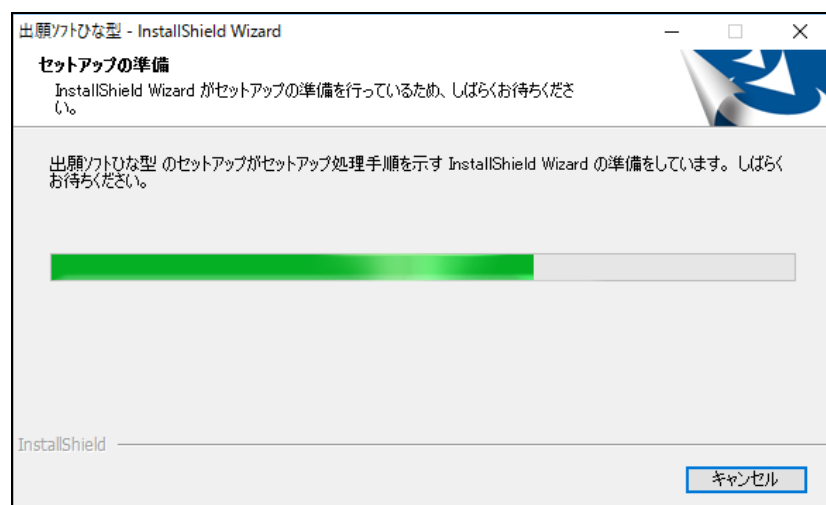 出願ｿﾌﾄひな型 - InstallShield Wizard
セットアップの準備
InstallShield Wizard がセットアップの準備を行っているため、しばらくお待ちくださ
い。
出願ｿﾌﾄひな型 のセットアップがセットアップ処理手順を示す InstallShield Wizard の準備をしています。しばらく
お待ちください。
InstallShield
キャンセル